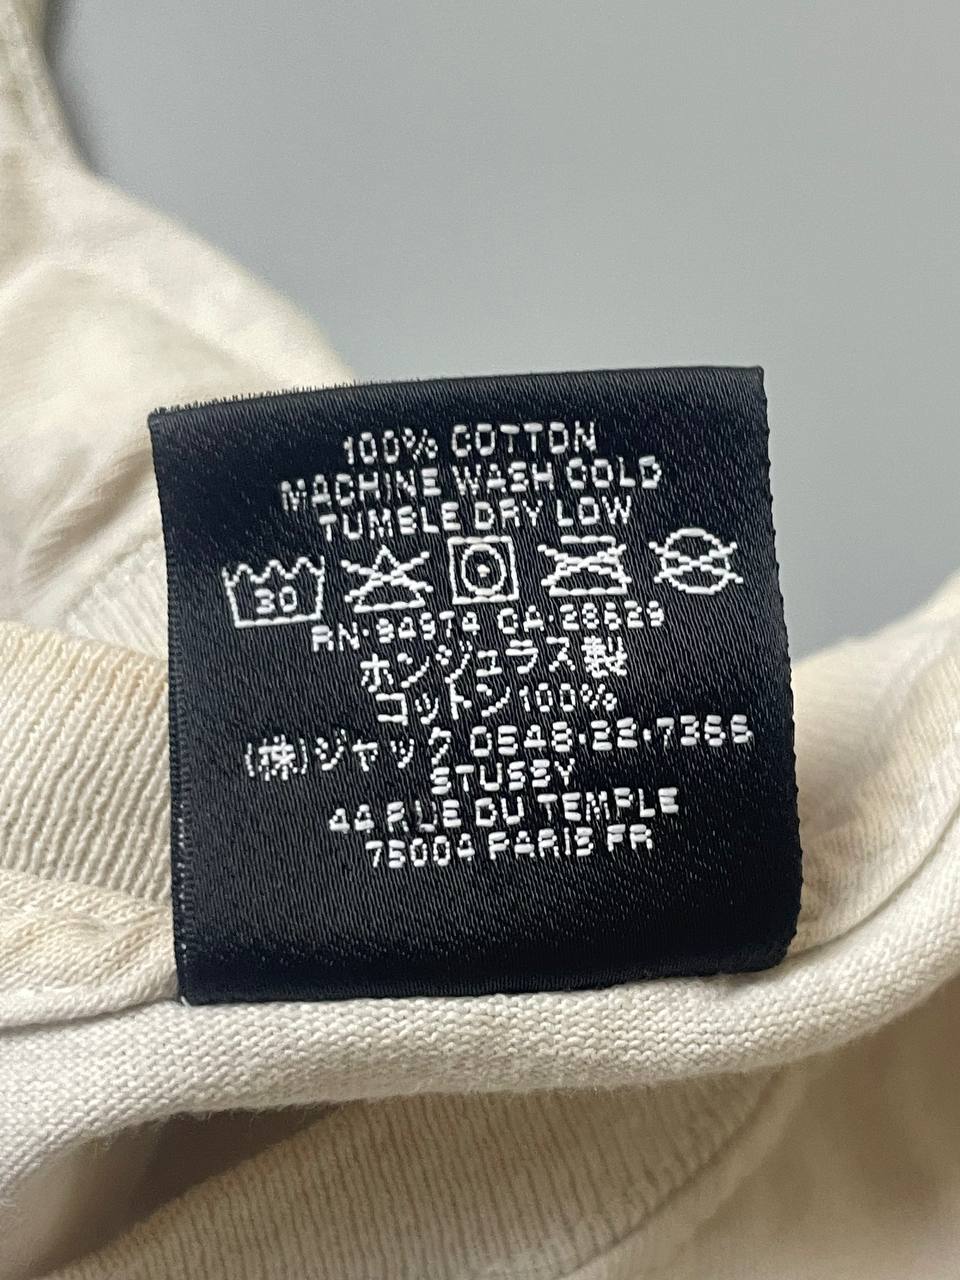 100% COTTON
MACHINE WASH COLD
TUMBLE DRY LOW
30
RN·94974 CA·28629
ホンジュラス製
コットン100%
(株)ジャック 0548·22·7366
STUSSY
44 RUE DU TEMPLE
75004 PARIS FR